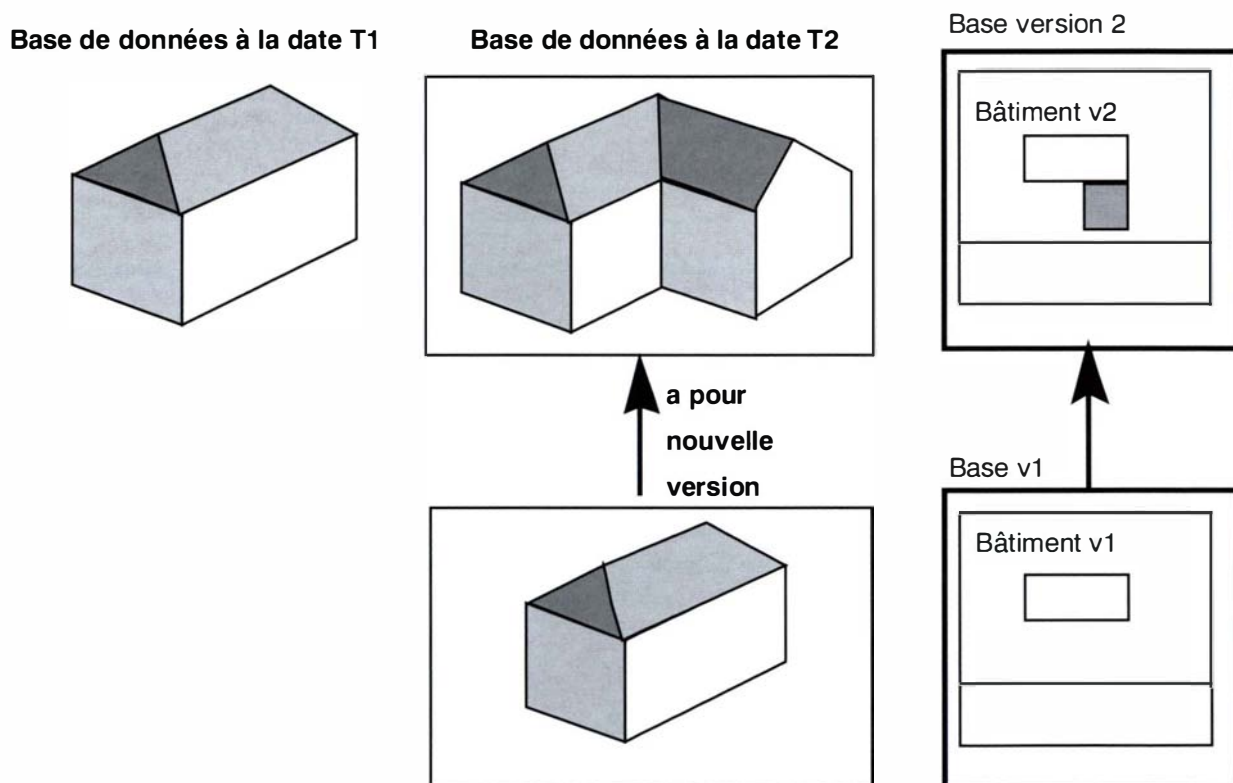 Base de données à la date T1
Base de données à la date T2
Base version 2
Bâtiment v2
a pour
nouvelle
version
Base v1
Bâtiment v1